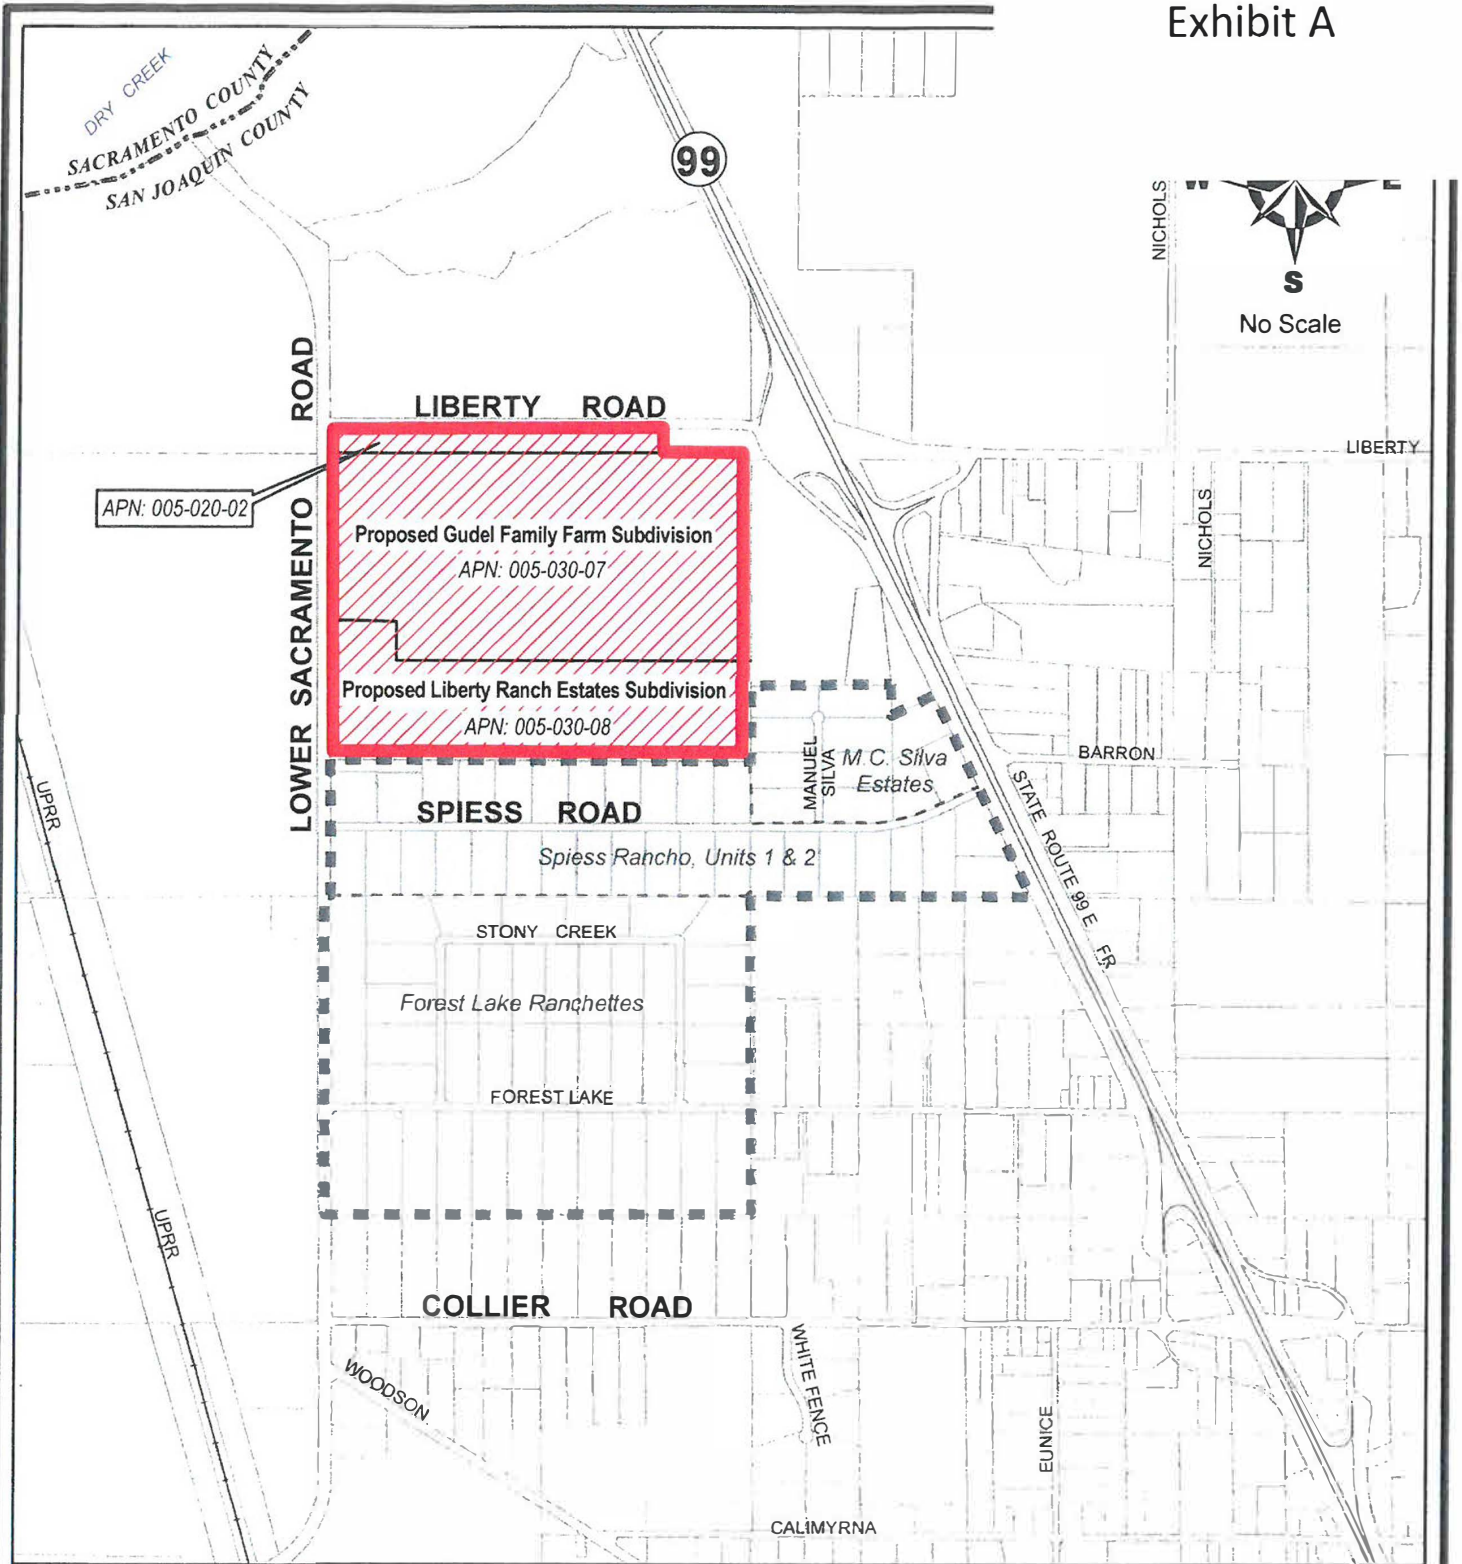 Exhibit A
DRY CREEK
SACRAMENTO COUNTY
SAN JOAQUIN COUNTY
99
NICHOLS
W
E
S
No Scale
LOWER SACRAMENTO ROAD
LIBERTY ROAD
LIBERTY
APN: 005-020-02
NICHOLS
Proposed Gudel Family Farm Subdivision
APN: 005-030-07
Proposed Liberty Ranch Estates Subdivision
APN: 005-030-08
MANUEL
SILVA
M.C. Silva
Estates
BARRON
UPRR
SPIESS ROAD
STATE ROUTE 99 E FR
Spiess Rancho, Units 1 & 2
STONY CREEK
Forest Lake Ranchettes
FOREST LAKE
UPRR
COLLIER ROAD
WOODSON
WHITE FENCE
EUNICE
CALIMYRNA